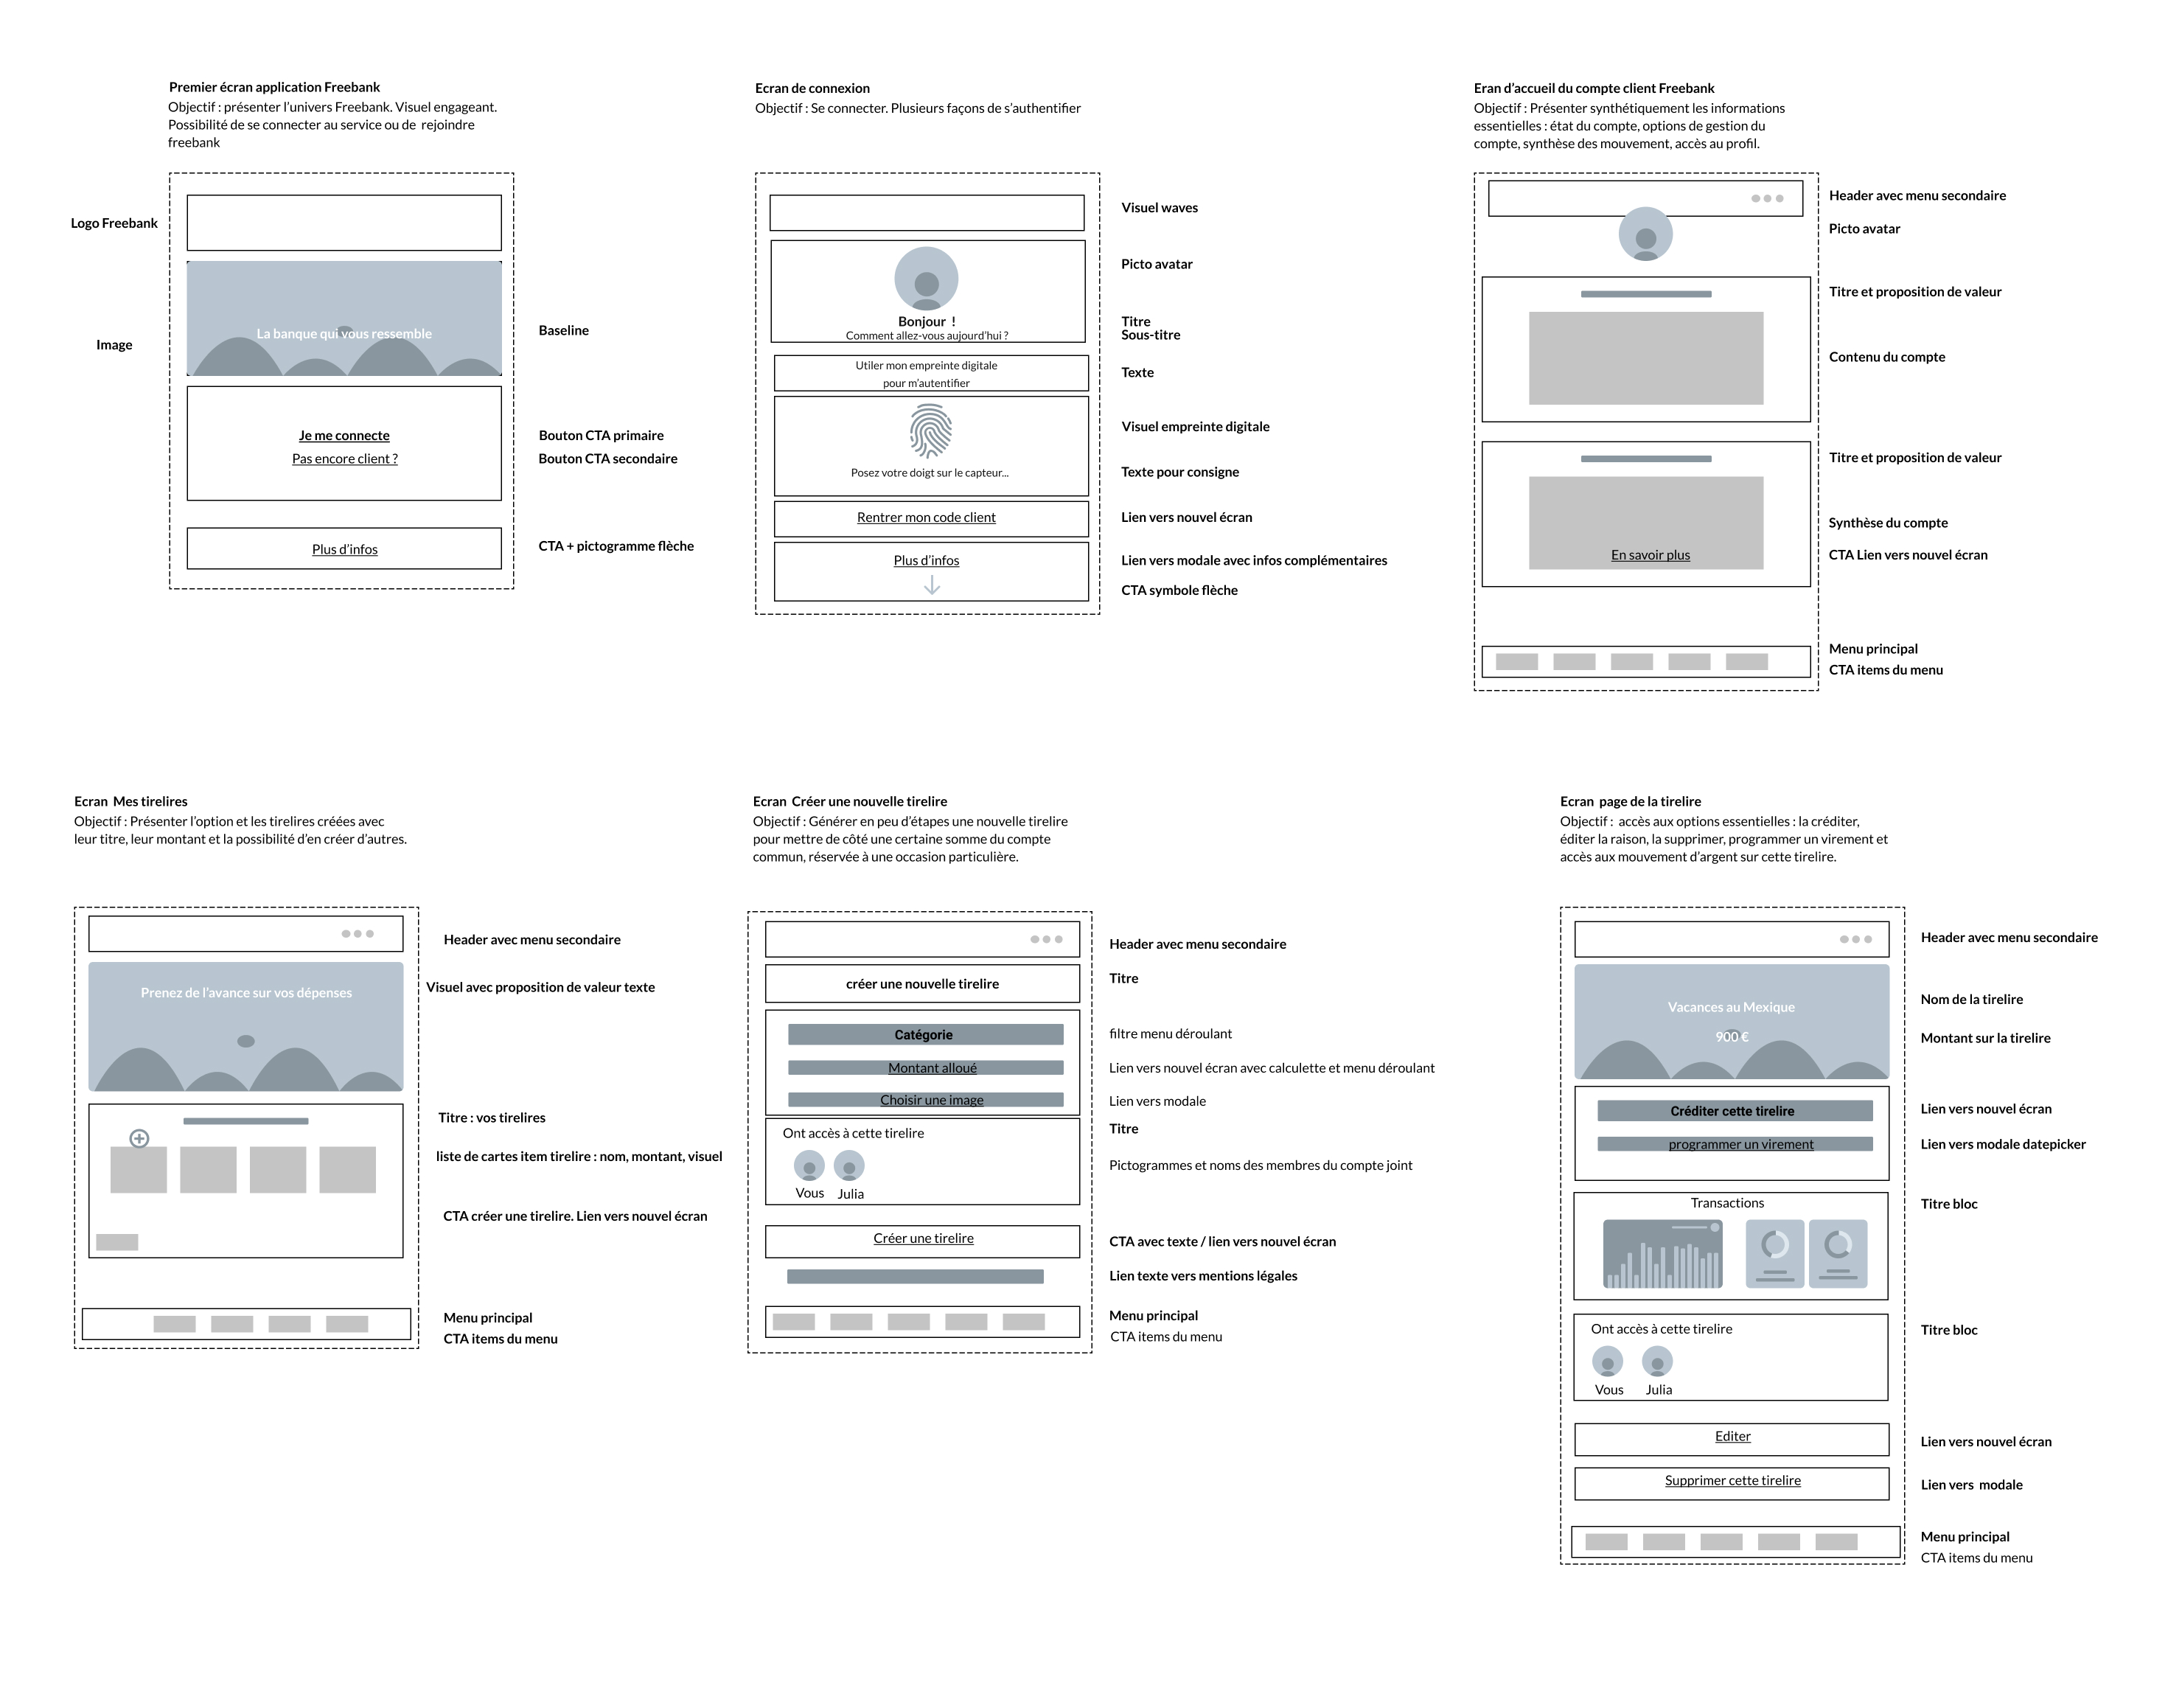 Premier écran application Freebank
Objectif : présenter l'univers Freebank. Visuel engageant.
Possibilité de se connecter au service ou de  rejoindre
freebank
Logo Freebank
Image
La banque qui vous ressemble
Baseline
Je me connecte
Bouton CTA primaire
Pas encore client ?
Bouton CTA secondaire
Plus d'infos
CTA + pictogramme flèche
Ecran de connexion
Objectif : Se connecter. Plusieurs façons de s'authentifier
Visuel waves
Picto avatar
Bonjour  !
Titre
Comment allez-vous aujourd'hui ?
Sous-titre
Utiler mon empreinte digitale
pour m'autentifier
Texte
Visuel empreinte digitale
Posez votre doigt sur le capteur...
Texte pour consigne
Rentrer mon code client
Lien vers nouvel écran
Plus d'infos
Lien vers modale avec infos complémentaires
CTA symbole flèche
Eran d'accueil du compte client Freebank
Objectif : Présenter synthétiquement les informations
essentielles : état du compte, options de gestion du
compte, synthèse des mouvement, accès au profil.
Header avec menu secondaire
Picto avatar
Titre et proposition de valeur
Contenu du compte
Titre et proposition de valeur
Synthèse du compte
En savoir plus
CTA Lien vers nouvel écran
Menu principal
CTA items du menu
Ecran  Mes tirelires
Objectif : Présenter l'option et les tirelires créées avec
leur titre, leur montant et la possibilité d'en créer d'autres.
Header avec menu secondaire
Prenez de l'avance sur vos dépenses
Visuel avec proposition de valeur texte
Titre : vos tirelires
liste de cartes item tirelire : nom, montant, visuel
CTA créer une tirelire. Lien vers nouvel écran
Menu principal
CTA items du menu
Ecran  Créer une nouvelle tirelire
Objectif : Générer en peu d'étapes une nouvelle tirelire
pour mettre de côté une certaine somme du compte
commun, réservée à une occasion particulière.
Header avec menu secondaire
créer une nouvelle tirelire
Titre
Catégorie
filtre menu déroulant
Montant alloué
Lien vers nouvel écran avec calculette et menu déroulant
Choisir une image
Lien vers modale
Ont accès à cette tirelire
Titre
Pictogrammes et noms des membres du compte joint
Vous
Julia
Créer une tirelire
CTA avec texte / lien vers nouvel écran
Lien texte vers mentions légales
Menu principal
CTA items du menu
Ecran  page de la tirelire
Objectif :  accès aux options essentielles : la créditer,
éditer la raison, la supprimer, programmer un virement et
accès aux mouvement d'argent sur cette tirelire.
Header avec menu secondaire
Vacances au Mexique
Nom de la tirelire
900 €
Montant sur la tirelire
Créditer cette tirelire
Lien vers nouvel écran
programmer un virement
Lien vers modale datepicker
Transactions
Titre bloc
Ont accès à cette tirelire
Titre bloc
Vous
Julia
Editer
Lien vers nouvel écran
Supprimer cette tirelire
Lien vers  modale
Menu principal
CTA items du menu